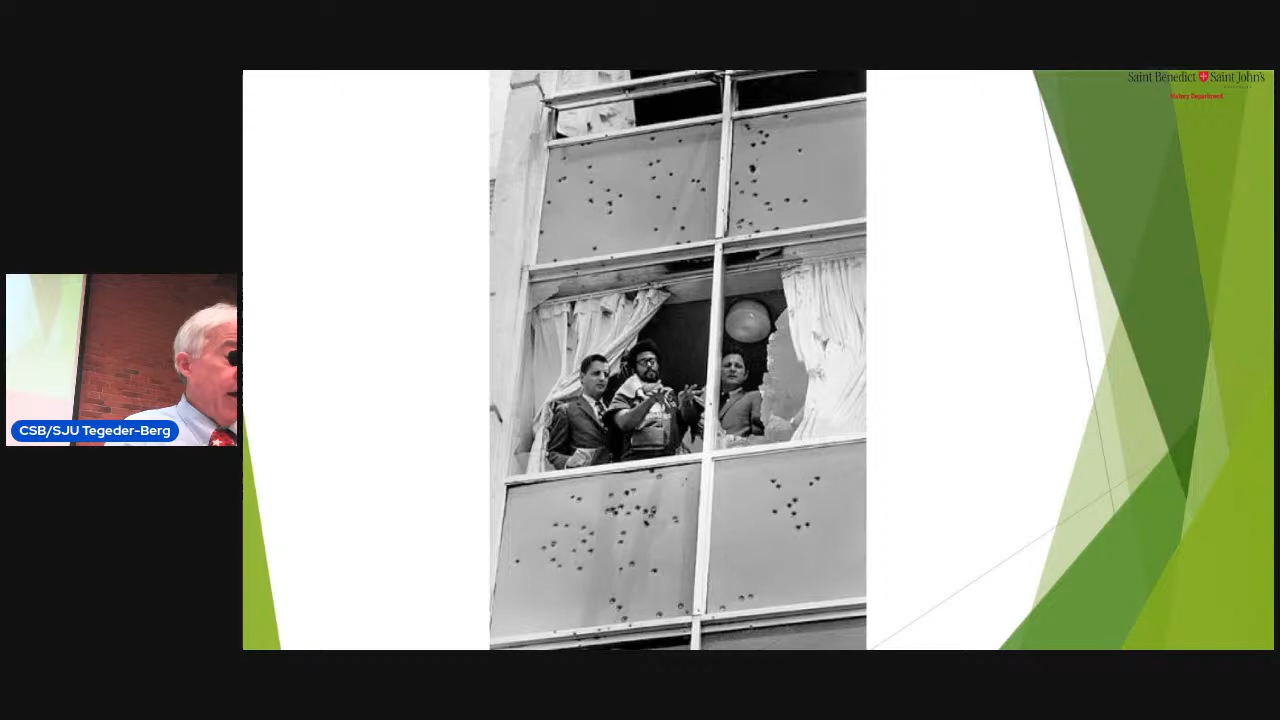 Saint Benedict Saint John's
History Department
CSB/SJU Tegeder-Berg